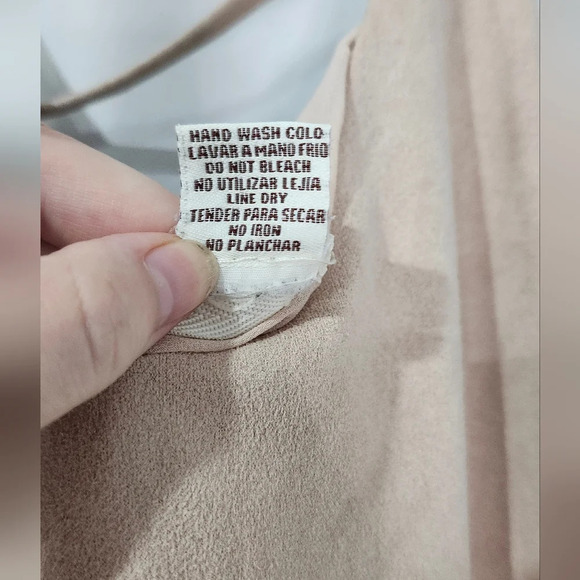 HAND WASH COLD
LAVAR A MANO FRIO
DO NOT BLEACH
NO UTILIZAR LEJIA
LINE DRY
TENDER PARA SECAR
NO IRON
NO PLANCHAR